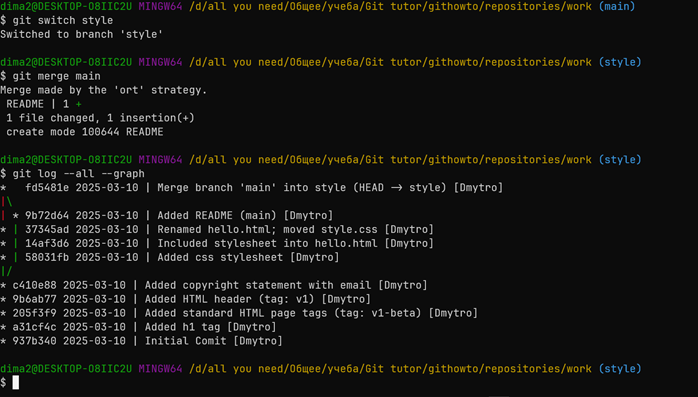 dima2@DESKTOP-O8IIC2U MINGW64 /d/all you need/Общее/учеба/Git tutor/githowto/repositories/work (main)
$ git switch style
Switched to branch 'style'

dima2@DESKTOP-O8IIC2U MINGW64 /d/all you need/Общее/учеба/Git tutor/githowto/repositories/work (style)
$ git merge main
Merge made by the 'ort' strategy.
 README | 1 +
 1 file changed, 1 insertion(+)
 create mode 100644 README

dima2@DESKTOP-O8IIC2U MINGW64 /d/all you need/Общее/учеба/Git tutor/githowto/repositories/work (style)
$ git log --all --graph
*   fd5481e 2025-03-10 | Merge branch 'main' into style (HEAD -> style) [Dmytro]
|\
| * 9b72d64 2025-03-10 | Added README (main) [Dmytro]
* | 37345ad 2025-03-10 | Renamed hello.html; moved style.css [Dmytro]
* | 14af3d6 2025-03-10 | Included stylesheet into hello.html [Dmytro]
* | 58031fb 2025-03-10 | Added css stylesheet [Dmytro]
|/
* c410e88 2025-03-10 | Added copyright statement with email [Dmytro]
* 9b6ab77 2025-03-10 | Added HTML header (tag: v1) [Dmytro]
* 205f3f9 2025-03-10 | Added standard HTML page tags (tag: v1-beta) [Dmytro]
* a31cf4c 2025-03-10 | Added h1 tag [Dmytro]
* 937b340 2025-03-10 | Initial Comit [Dmytro]

dima2@DESKTOP-O8IIC2U MINGW64 /d/all you need/Общее/учеба/Git tutor/githowto/repositories/work (style)
$